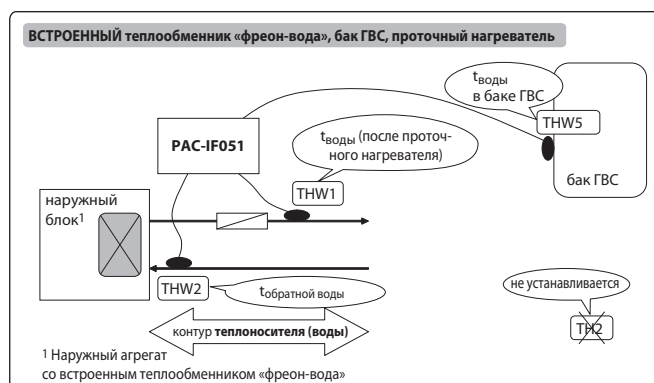 ВСТРОЕННЫЙ теплообменник «фреон-вода», бак ГВС, проточный нагреватель
tводы
в баке ГВС
THW5
бак ГВС
PAC-IF051
tводы (после проточ-
ного нагревателя)
THW1
наружный
блок1
THW2
tобратной воды
не устанавливается
TH2
контур теплоносителя (воды)
1 Наружный агрегат
со встроенным теплообменником «фреон-вода»